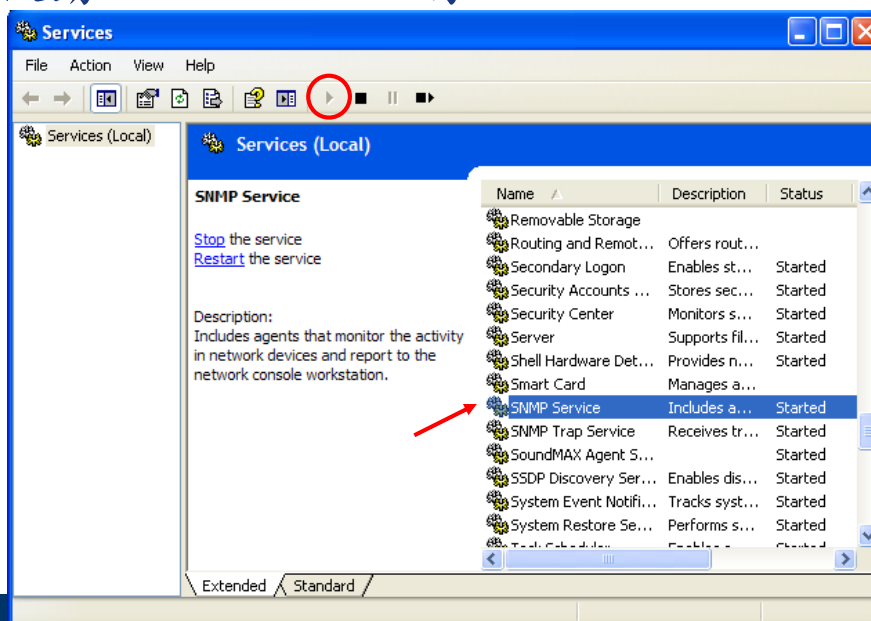 Services
File Action View Help
Services (Local)
Services (Local)
SNMP Service
Stop the service
Restart the service
Description:
Includes agents that monitor the activity
in network devices and report to the
network console workstation.
Name Description Status
Removable Storage
Routing and Remot... Offers rout...
Secondary Logon Enables st... Started
Security Accounts ... Stores sec... Started
Security Center Monitors s... Started
Server Supports fil... Started
Shell Hardware Det... Provides n... Started
Smart Card Manages a...
SNMP Service Includes a... Started
SNMP Trap Service Receives tr... Started
SoundMAX Agent S... Started
SSDP Discovery Ser... Enables dis... Started
System Event Notifi... Tracks syst... Started
System Restore Se... Performs s... Started
Extended Standard